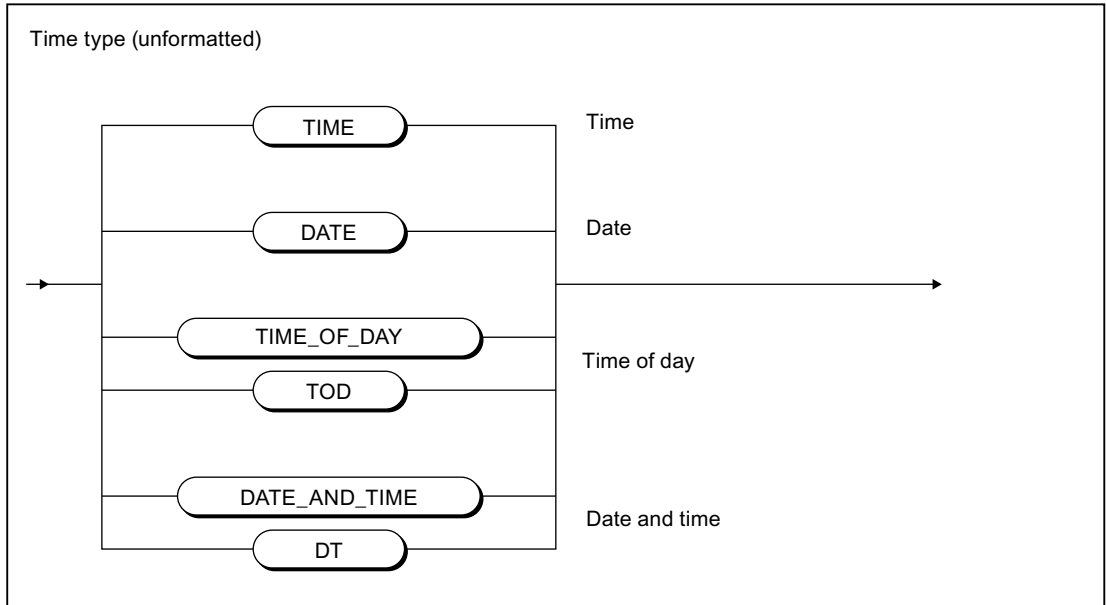 Time type (unformatted)
TIME
Time
DATE
Date
TIME_OF_DAY
Time of day
TOD
DATE_AND_TIME
Date and time
DT